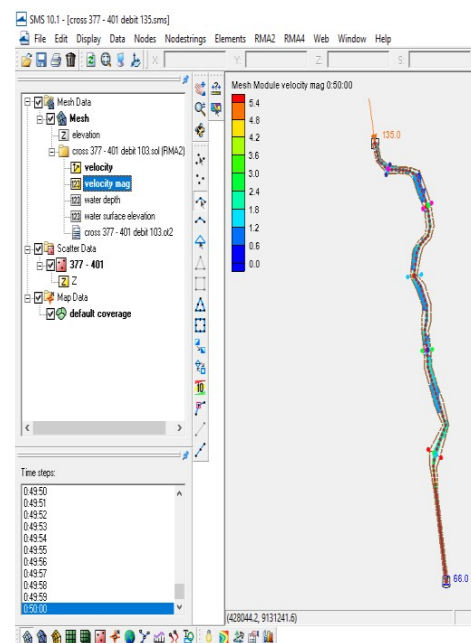 SMS 10.1 - [cross 377 - 401 debit 135.sms]
File Edit Display Data Nodes Nodestrings Elements RMA2 RMA4 Web Window Help
X: Y: Z: S:
Mesh Data
Mesh
Z elevation
cross 377 - 401 debit 103.sol (RMA2)
velocity
123 velocity mag
123 water depth
123 water surface elevation
cross 377 - 401 debit 103.ot2
Scatter Data
377 - 401
Z Z
Map Data
default coverage
Time steps:
0:49:50
0:49:51
0:49:52
0:49:53
0:49:54
0:49:55
0:49:56
0:49:57
0:49:58
0:49:59
0:50:00
10
Mesh Module velocity mag 0:50:00
5.4
4.8
4.2
3.6
3.0
2.4
1.8
1.2
0.6
0.0
135.0
66.0
(428044.2, 9131241.6)